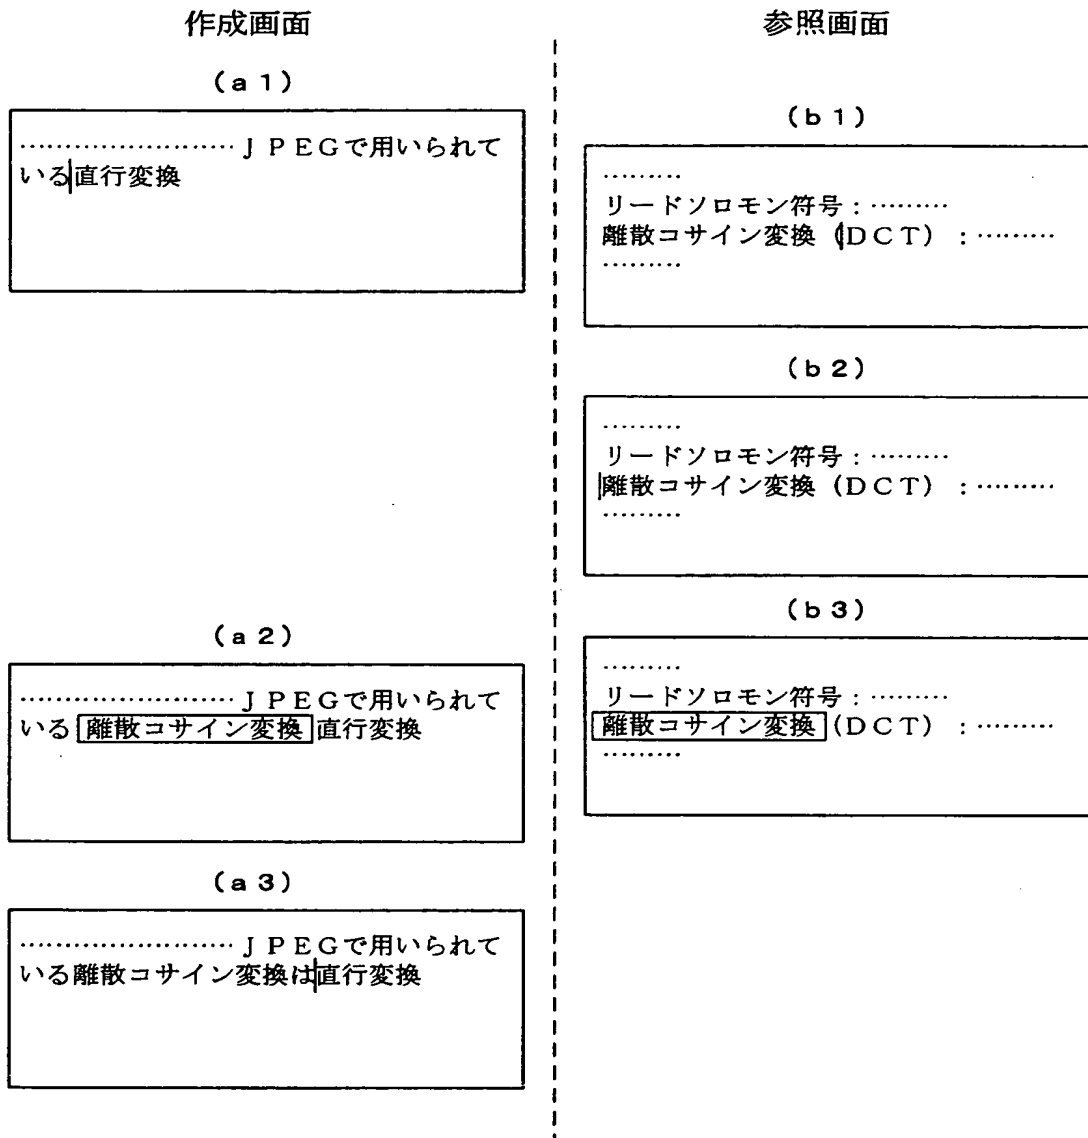 作成画面
(a1)
……………………JPEGで用いられて
いる直行変換
(a2)
……………………JPEGで用いられて
いる離散コサイン変換直行変換
(a3)
……………………JPEGで用いられて
いる離散コサイン変換は直行変換
参照画面
(b1)
………
リードソロモン符号:………
離散コサイン変換(DCT):………
………
(b2)
………
リードソロモン符号:………
離散コサイン変換(DCT):………
………
(b3)
………
リードソロモン符号:………
離散コサイン変換(DCT):………
………